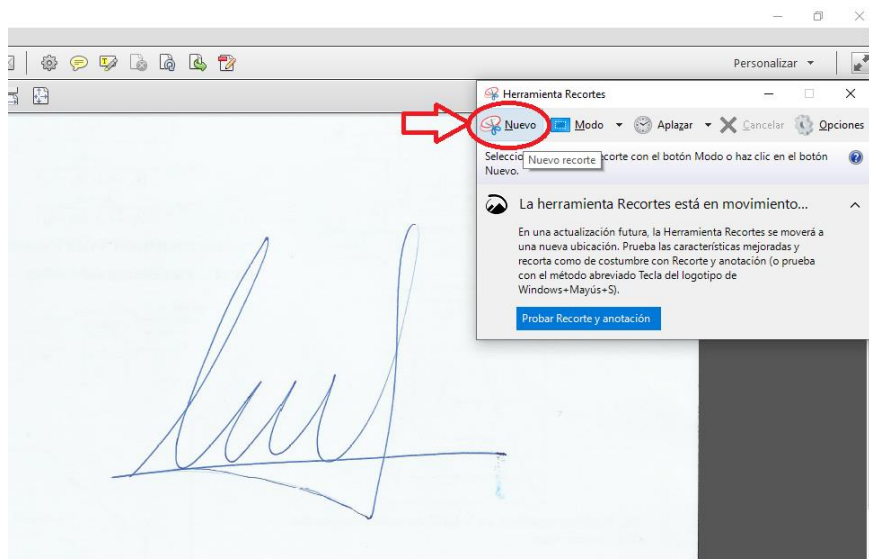 Personalizar
Herramienta Recortes
Nuevo Modo Aplazar Cancelar Opciones
Seleccio Nuevo recorte ecorte con el botón Modo o haz clic en el botón
Nuevo.
La herramienta Recortes está en movimiento...
En una actualización futura, la Herramienta Recortes se moverá a
una nueva ubicación. Prueba las características mejoradas y
recorta como de costumbre con Recorte y anotación (o prueba
con el método abreviado Tecla del logotipo de
Windows+Mayús+S).
Probar Recorte y anotación